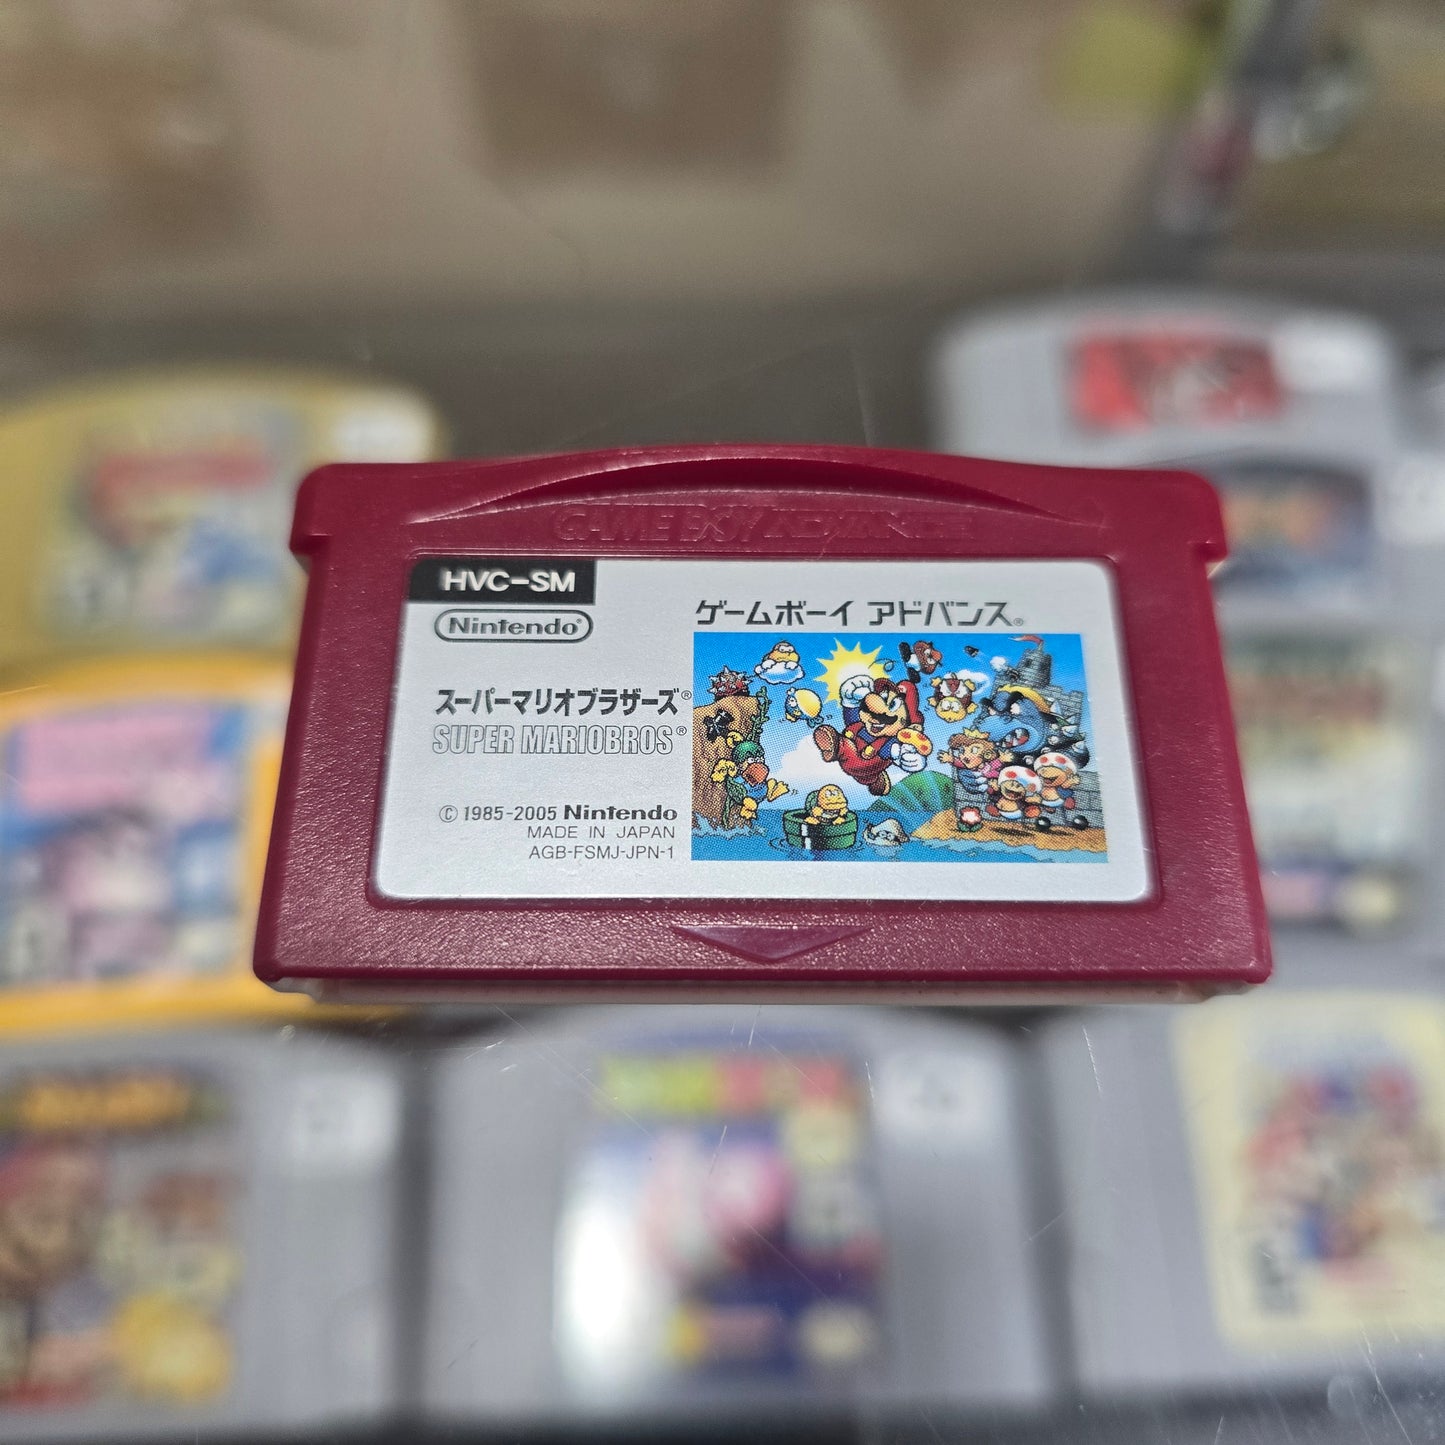 GAME BOY ADVANCE
HVC-SM
Nintendo®
ゲームボーイ アドバンス®
スーパーマリオブラザーズ®
SUPER MARIOBROS®
© 1985-2005 Nintendo
MADE IN JAPAN
AGB-FSMJ-JPN-1